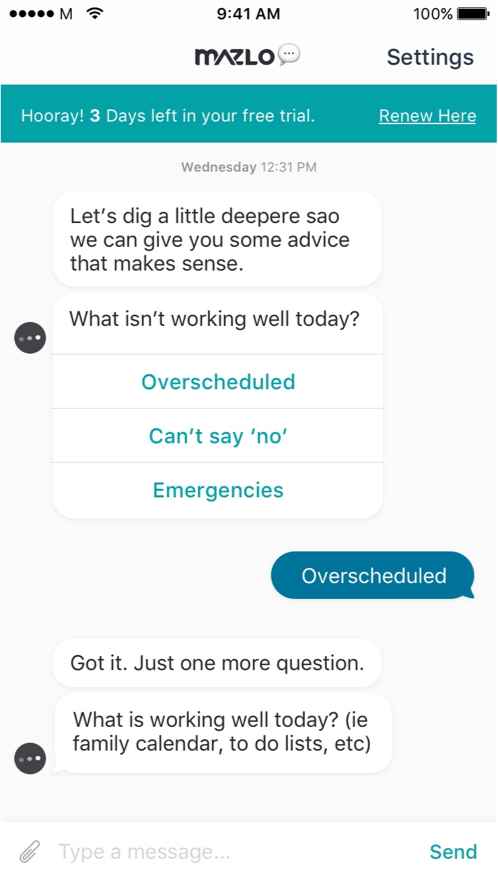 M 9:41 AM 100%
MAZLO Settings
Hooray! 3 Days left in your free trial. Renew Here
Wednesday 12:31 PM
Let’s dig a little deepere sao
we can give you some advice
that makes sense.
What isn’t working well today?
Overscheduled
Can’t say ‘no’
Emergencies
Overscheduled
Got it. Just one more question.
What is working well today? (ie
family calendar, to do lists, etc)
Type a message... Send